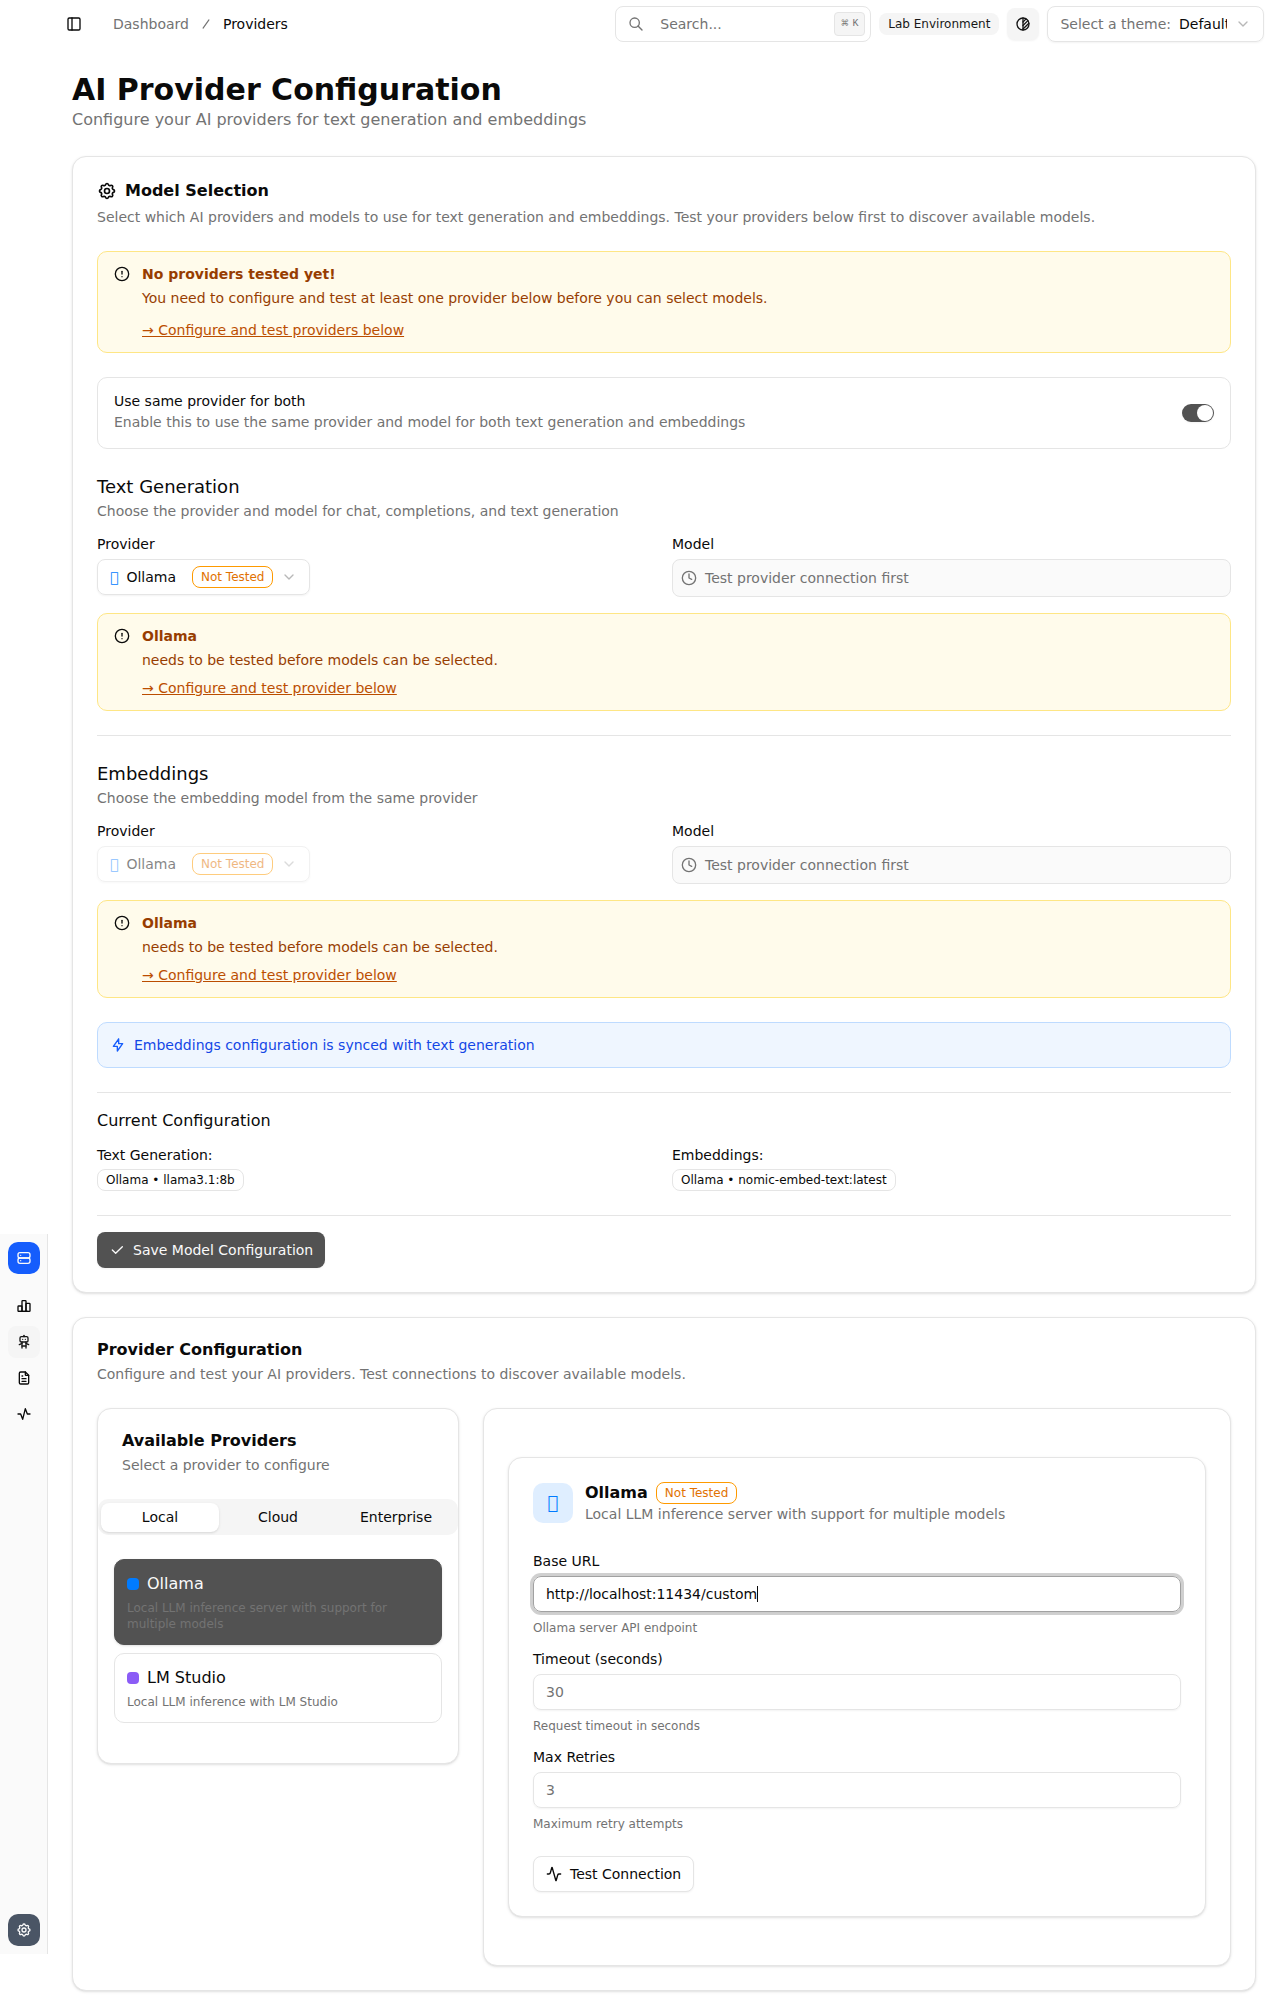 Dashboard / Providers
Search... ⌘ K
Lab Environment
Select a theme: Default
AI Provider Configuration
Configure your AI providers for text generation and embeddings
Model Selection
Select which AI providers and models to use for text generation and embeddings. Test your providers below first to discover available models.
No providers tested yet!
You need to configure and test at least one provider below before you can select models.
→ Configure and test providers below
Use same provider for both
Enable this to use the same provider and model for both text generation and embeddings
Text Generation
Choose the provider and model for chat, completions, and text generation
Provider
Ollama Not Tested
Model
Test provider connection first
Ollama
needs to be tested before models can be selected.
→ Configure and test provider below
Embeddings
Choose the embedding model from the same provider
Provider
Ollama Not Tested
Model
Test provider connection first
Ollama
needs to be tested before models can be selected.
→ Configure and test provider below
Embeddings configuration is synced with text generation
Current Configuration
Text Generation:
Ollama • llama3.1:8b
Embeddings:
Ollama • nomic-embed-text:latest
Save Model Configuration
Provider Configuration
Configure and test your AI providers. Test connections to discover available models.
Available Providers
Select a provider to configure
Local Cloud Enterprise
Ollama
Local LLM inference server with support for
multiple models
LM Studio
Local LLM inference with LM Studio
Ollama Not Tested
Local LLM inference server with support for multiple models
Base URL
http://localhost:11434/custom
Ollama server API endpoint
Timeout (seconds)
30
Request timeout in seconds
Max Retries
3
Maximum retry attempts
Test Connection